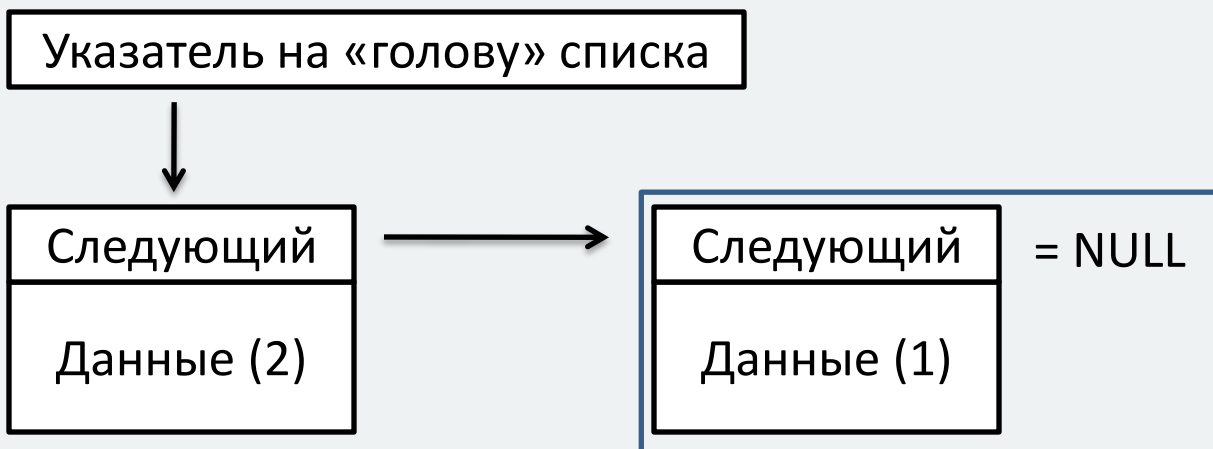 Указатель на «голову» списка
Следующий
Следующий = NULL
Данные (2)
Данные (1)